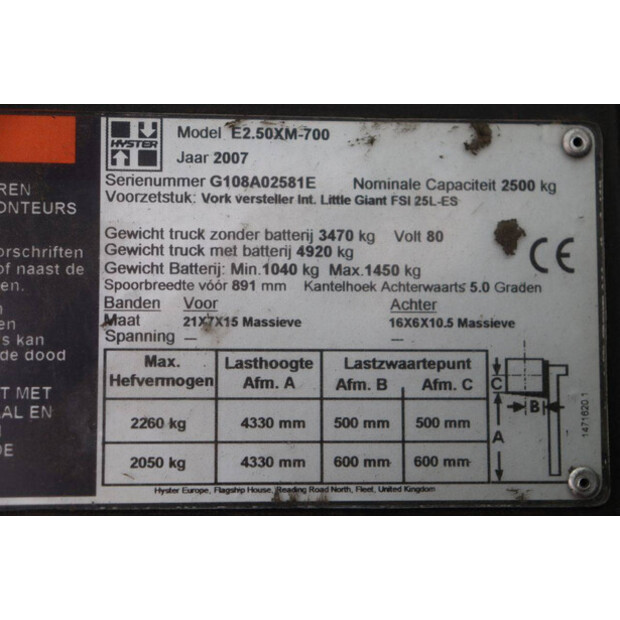 REN
ONTEURS
orschriften
of naast de
en.
en
s kan
de dood
T MET
AAL EN
DE
HYSTER
Model E2.50XM-700
Jaar 2007
Serienummer G108A02581E Nominale Capaciteit 2500 kg
Voorzetstuk: Vork versteller Int. Little Giant FSI 25L-ES
Gewicht truck zonder batterij 3470 kg Volt 80
Gewicht truck met batterij 4920 kg
Gewicht Batterij: Min.1040 kg Max.1450 kg
Spoorbreedte vóór 891 mm Kantelhoek Achterwaarts 5.0 Graden
CE
Banden Voor Achter
Maat 21X7X15 Massieve 16X6X10.5 Massieve
Spanning — —
Max. Lasthoogte Lastzwaartepunt
Hefvermogen Afm. A Afm. B Afm. C
2260 kg 4330 mm 500 mm 500 mm
2050 kg 4330 mm 600 mm 600 mm
C
B
A
1471620.1
Hyster Europe, Flagship House, Reading Road North, Fleet, United Kingdom